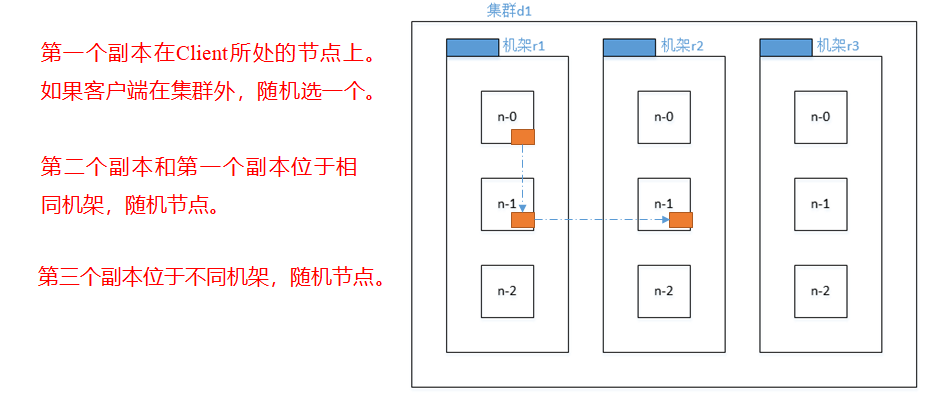 第一个副本在Client所处的节点上。
如果客户端在集群外，随机选一个。
第二个副本和第一个副本位于相
同机架，随机节点。
第三个副本位于不同机架，随机节点。
集群d1
机架r1
机架r2
机架r3
n-0
n-0
n-0
n-1
n-1
n-1
n-2
n-2
n-2